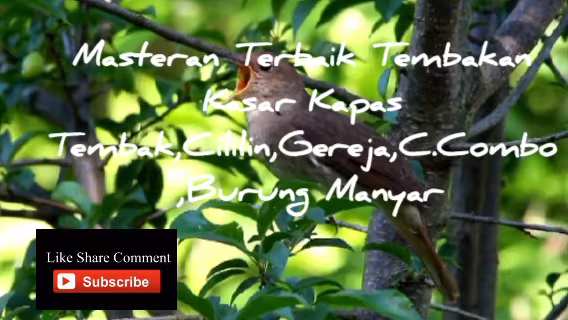 Masteran Terbaik Tembakan
Kasar Kapas
Tembak,Cililin,Gereja,C.Combo
,Burung Manyar
Like Share Comment
Subscribe